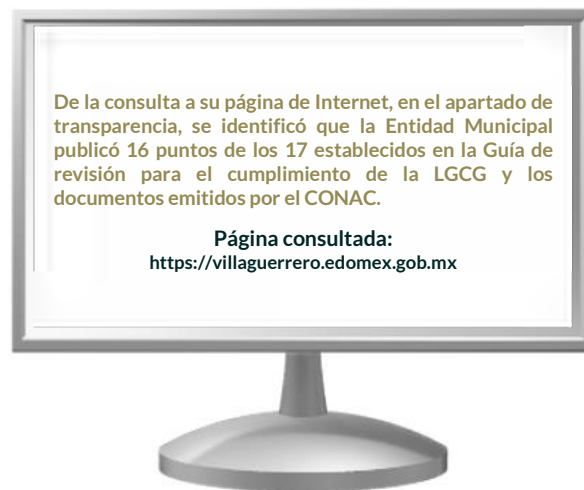 De la consulta a su página de Internet, en el apartado de
transparencia, se identificó que la Entidad Municipal
publicó 16 puntos de los 17 establecidos en la Guía de
revisión para el cumplimiento de la LGCG y los
documentos emitidos por el CONAC.
Página consultada:
https://villaguerrero.edomex.gob.mx